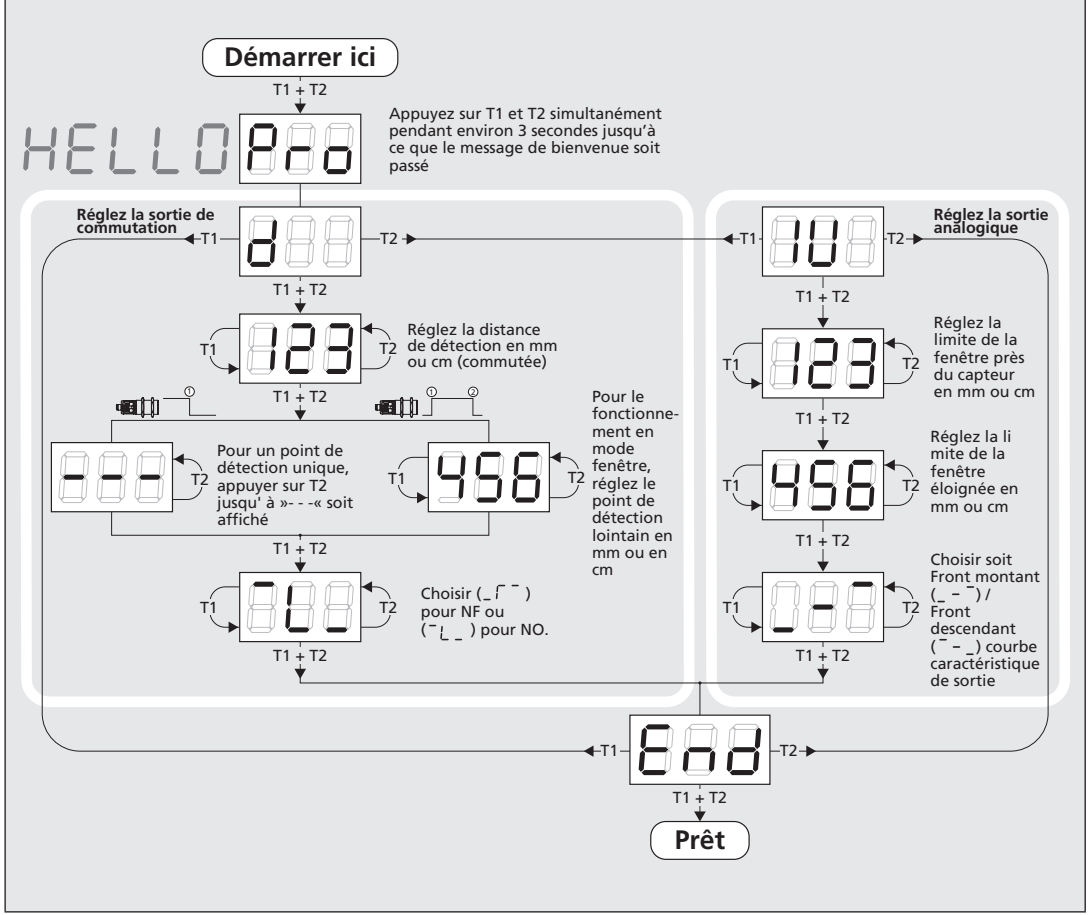 Démarrer ici
T1 + T2
HELLO
Pro
Appuyez sur T1 et T2 simultanément
pendant environ 3 secondes jusqu'à
ce que le message de bienvenue soit
passé
Réglez la sortie de
commutation
T1
d
T2
T1 + T2
T1
123
T2
Réglez la distance
de détection en mm
ou cm (commutée)
T1 + T2
①
① ②
- - -
T2
Pour un point de
détection unique,
appuyer sur T2
jusqu' à »- - -« soit
affiché
T1
456
T2
Pour le
fonctionne-
ment en
mode
fenêtre,
réglez le
point de
détection
lointain en
mm ou en
cm
T1 + T2
T1
¯L_
T2
Choisir (_ ┌ ¯ ¯ )
pour NF ou
(¯ L _ ) pour NO.
T1 + T2
Réglez la sortie
analogique
T1
IU
T2
T1 + T2
T1
123
T2
Réglez la
limite de la
fenêtre près
du capteur
en mm ou cm
T1 + T2
T1
456
T2
Réglez la li
mite de la
fenêtre
éloignée en
mm ou cm
T1 + T2
T1
_ - ¯
T2
Choisir soit
Front montant
(_ – ¯) /
Front
descendant
(¯ – _) courbe
caractéristique
de sortie
T1 + T2
T1
End
T2
T1 + T2
Prêt